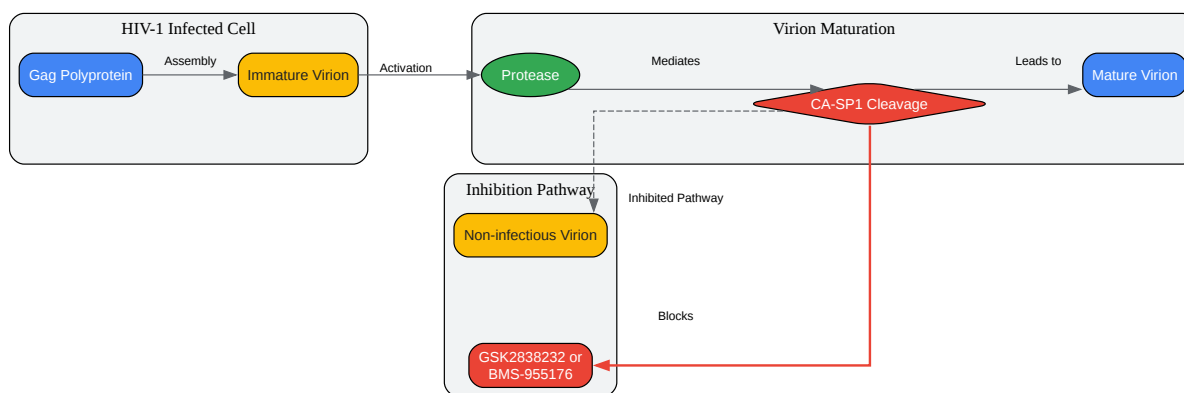 HIV-1 Infected Cell
Virion Maturation
Gag Polyprotein
Assembly
Immature Virion
Activation
Protease
Mediates
CA-SP1 Cleavage
Leads to
Mature Virion
Inhibition Pathway
Inhibited Pathway
Non-infectious Virion
Blocks
GSK2838232 or
BMS-955176